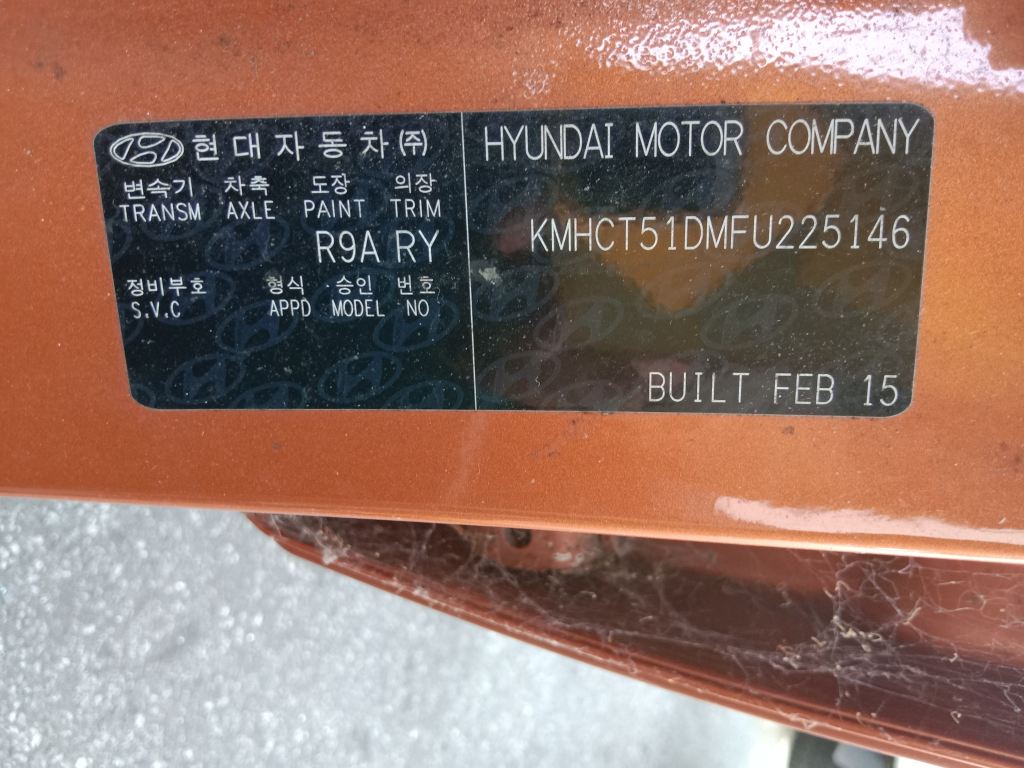 현대자동차 (주)
변속기 차축 도장 의장
TRANSM AXLE PAINT TRIM
R9A RY
정비부호 형식 승인 번호
S.V.C APPD MODEL NO
HYUNDAI MOTOR COMPANY
KMHCT51DMFU225146
BUILT FEB 15